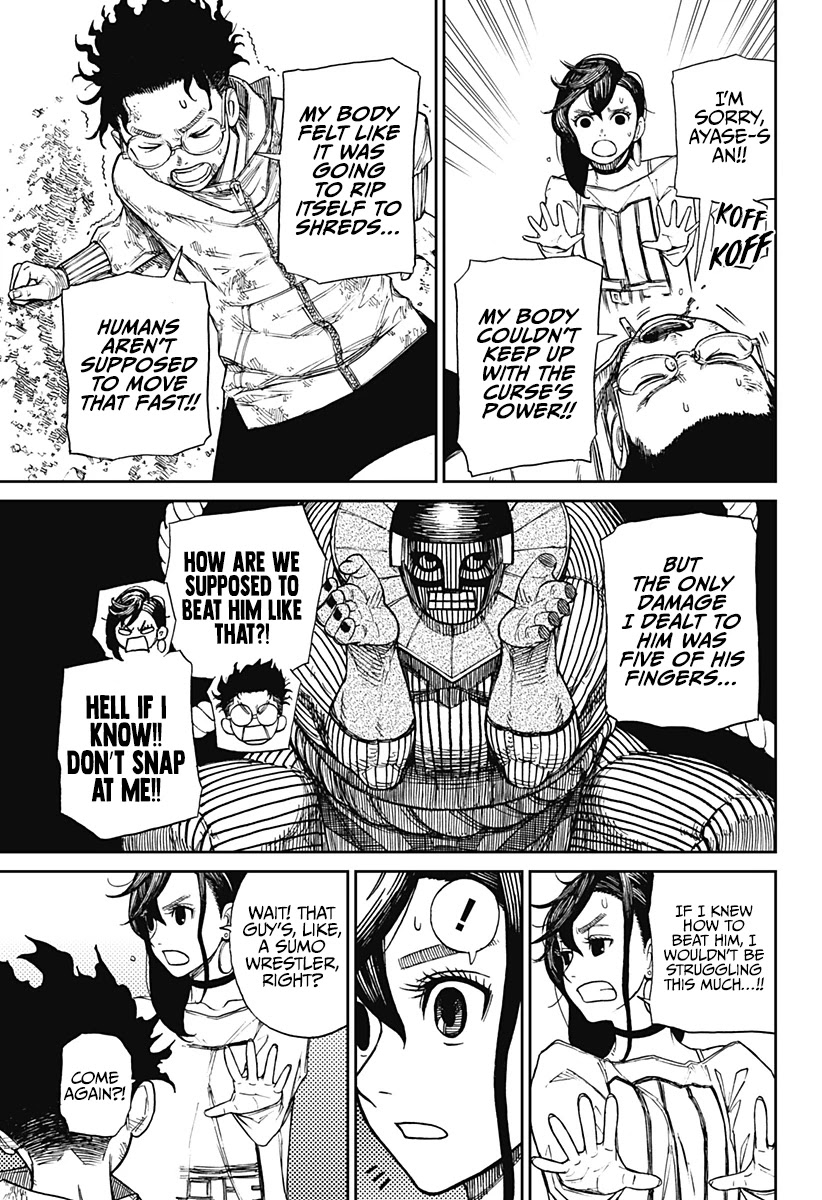 I'M
SORRY,
AYASE-S
AN!!
KOFF
KOFF
MY BODY
COULDN'T
KEEP UP
WITH THE
CURSE'S
POWER!!
MY BODY
FELT LIKE
IT WAS
GOING
TO RIP
ITSELF TO
SHREDS...
HUMANS
AREN'T
SUPPOSED
TO MOVE
THAT FAST!!
BUT
THE ONLY
DAMAGE
I DEALT TO
HIM WAS
FIVE OF HIS
FINGERS...
HOW ARE WE
SUPPOSED TO
BEAT HIM LIKE
THAT?!
HELL IF I
KNOW!!
DON'T SNAP
AT ME!!
IF I KNEW
HOW TO
BEAT HIM, I
WOULDN'T BE
STRUGGLING
THIS MUCH...!!
!
WAIT! THAT
GUY'S, LIKE,
A SUMO
WRESTLER,
RIGHT?
COME
AGAIN?!